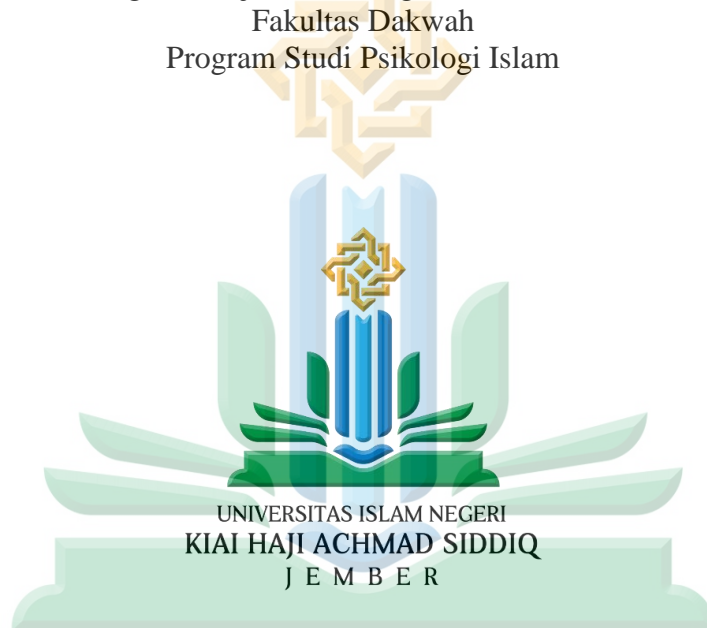 Fakultas Dakwah
Program Studi Psikologi Islam
UNIVERSITAS ISLAM NEGERI
KIAI HAJI ACHMAD SIDDIQ
J E M B E R